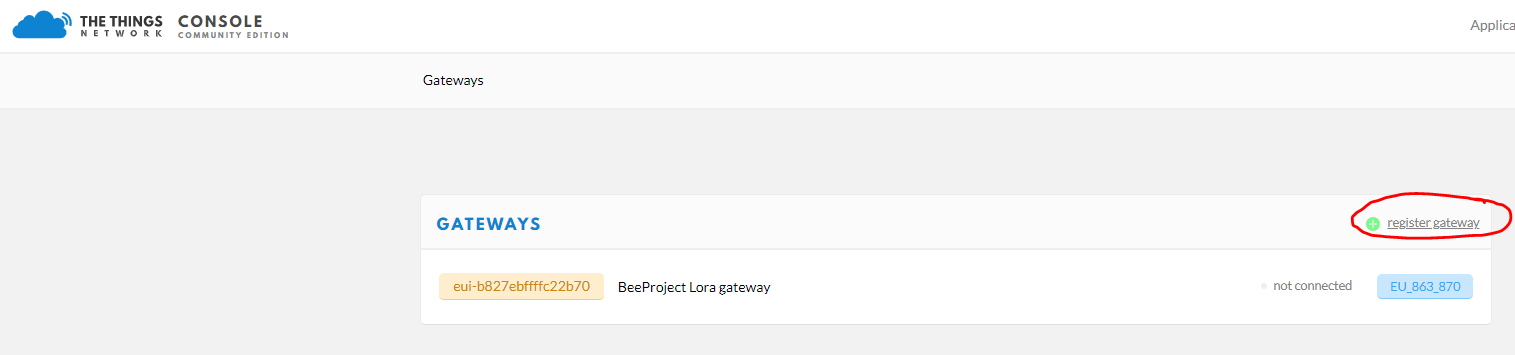 THE THINGS NETWORK
CONSOLE
COMMUNITY EDITION
Applica
Gateways
GATEWAYS
register gateway
eui-b827ebffffc22b70
BeeProject Lora gateway
not connected
EU_863_870